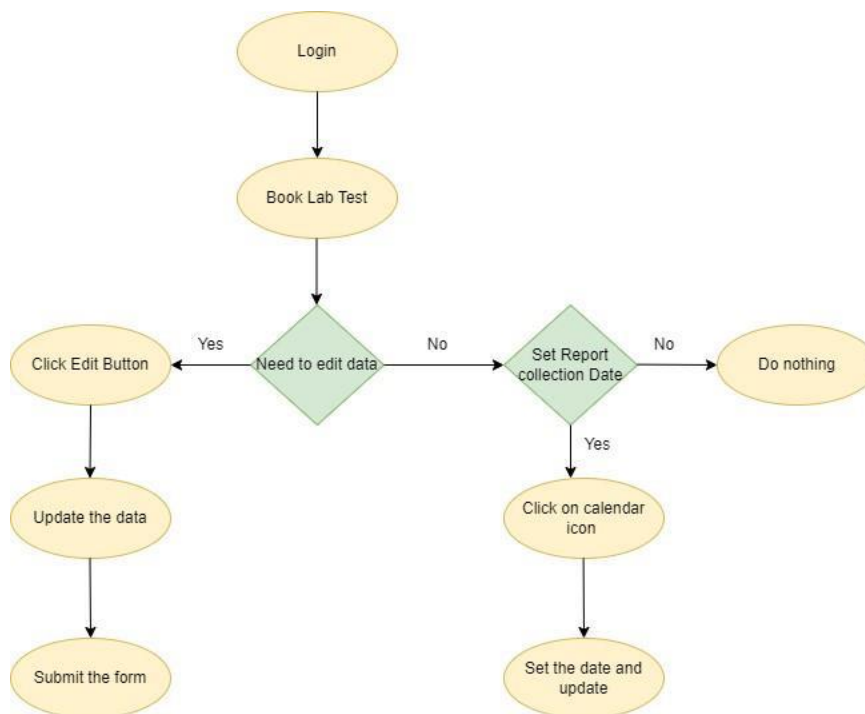 Login
Book Lab Test
Click Edit Button
Yes
Need to edit data
No
Set Report
collection Date
No
Do nothing
Yes
Update the data
Click on calendar
icon
Submit the form
Set the date and
update